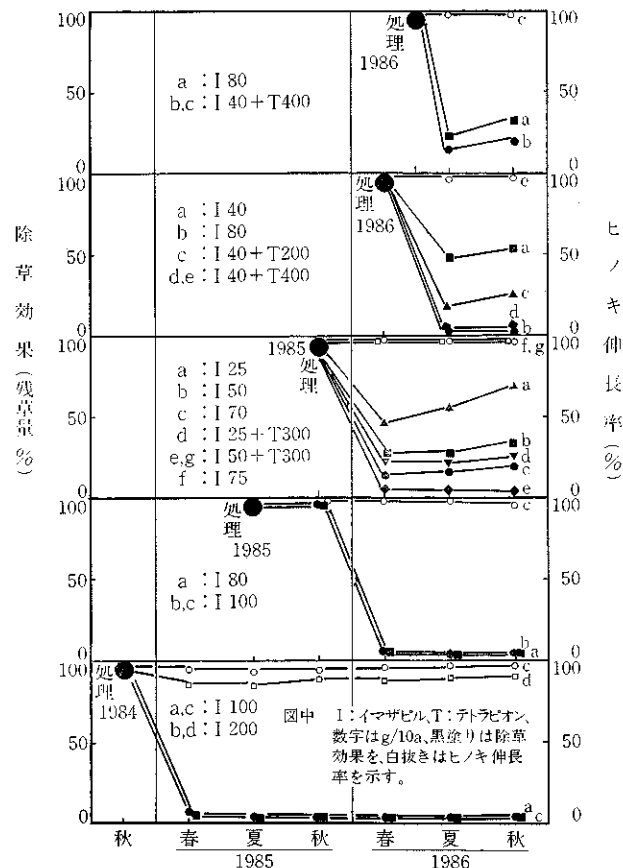 100
50
0
処理
1986
a：I 80
b,c：I 40＋T400
c
a
b
100
50
0
100
50
0
処理
1986
a：I 40
b：I 80
c：I 40＋T200
d,e：I 40＋T400
e
a
c
d
b
100
50
0
100
50
0
1985
処理
a：I 25
b：I 50
c：I 70
d：I 25＋T300
e,g：I 50＋T300
f：I 75
f,g
a
b
d
c
e
100
50
0
100
50
0
処理
1985
a：I 80
b,c：I 100
c
b
a
100
50
0
100
50
0
処理
1984
a,c：I 100
b,d：I 200
図中　I：イマザピル、T：テトラピオン、
数字はg/10a、黒塗りは除草
効果を、白抜きはヒノキ伸長
率を示す。
c
d
a
c
100
50
0
除草効果（残草量％）
ヒノキ伸長率（％）
秋　春　夏　秋　春　夏　秋
1985　1986